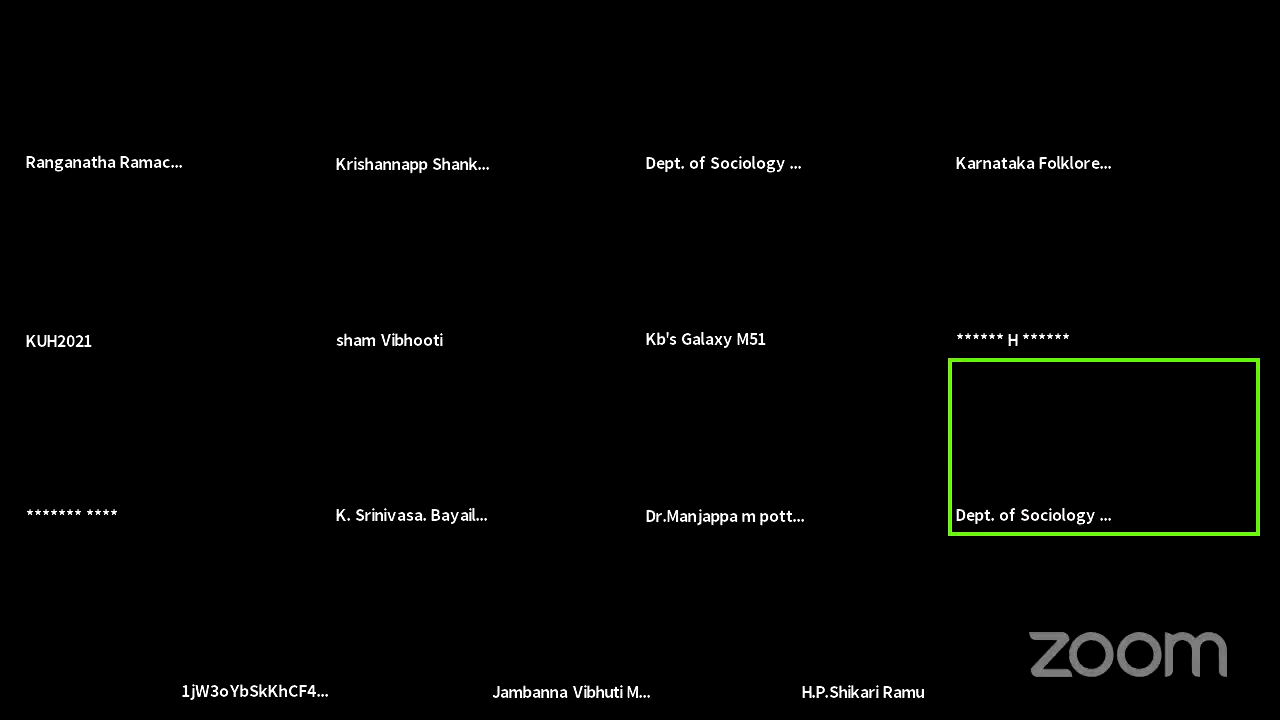 Ranganatha Ramac...
Krishannapp Shank...
Dept. of Sociology ...
Karnataka Folklore...
KUH2021
sham Vibhooti
Kb's Galaxy M51
****** H ******
******* ****
K. Srinivasa. Bayail...
Dr.Manjappa m pott...
Dept. of Sociology ...
1jW3oYbSkKhCF4...
Jambanna Vibhuti M...
H.P.Shikari Ramu
zoom